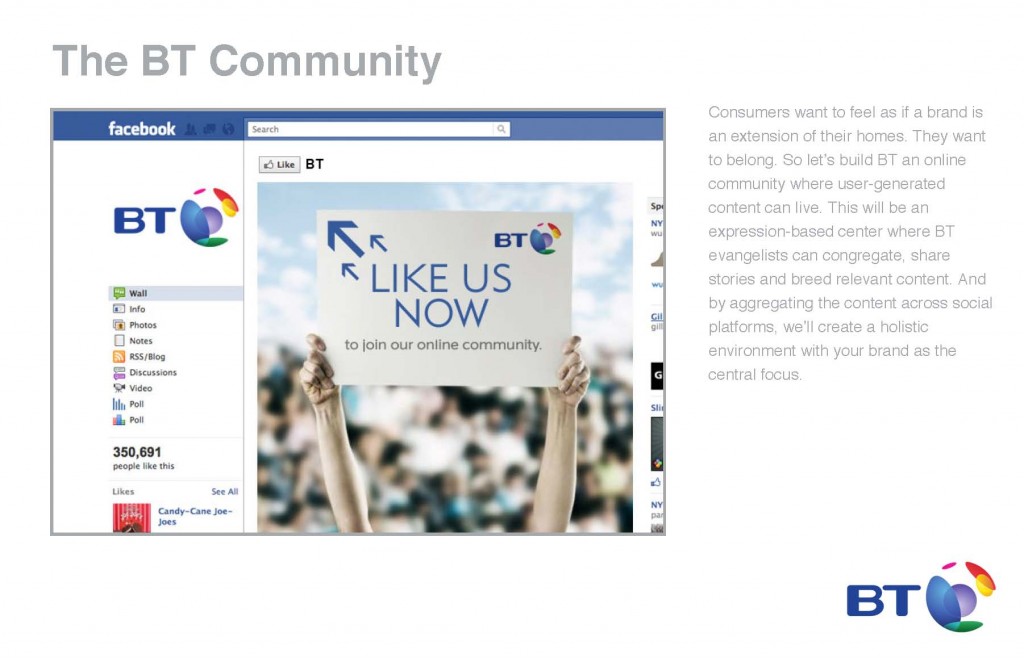 The BT Community
facebook
Search
Like BT
BT
BT
LIKE US
NOW
to join our online community.
Wall
Info
Photos
Notes
RSS/Blog
Discussions
Video
Poll
Poll
350,691
people like this
Likes See All
Candy-Cane Joe-
Joes
Spo
NY
wu
wu
Gil
gill
G
Sli
NY
par
Consumers want to feel as if a brand is
an extension of their homes. They want
to belong. So let's build BT an online
community where user-generated
content can live. This will be an
expression-based center where BT
evangelists can congregate, share
stories and breed relevant content. And
by aggregating the content across social
platforms, we'll create a holistic
environment with your brand as the
central focus.
BT